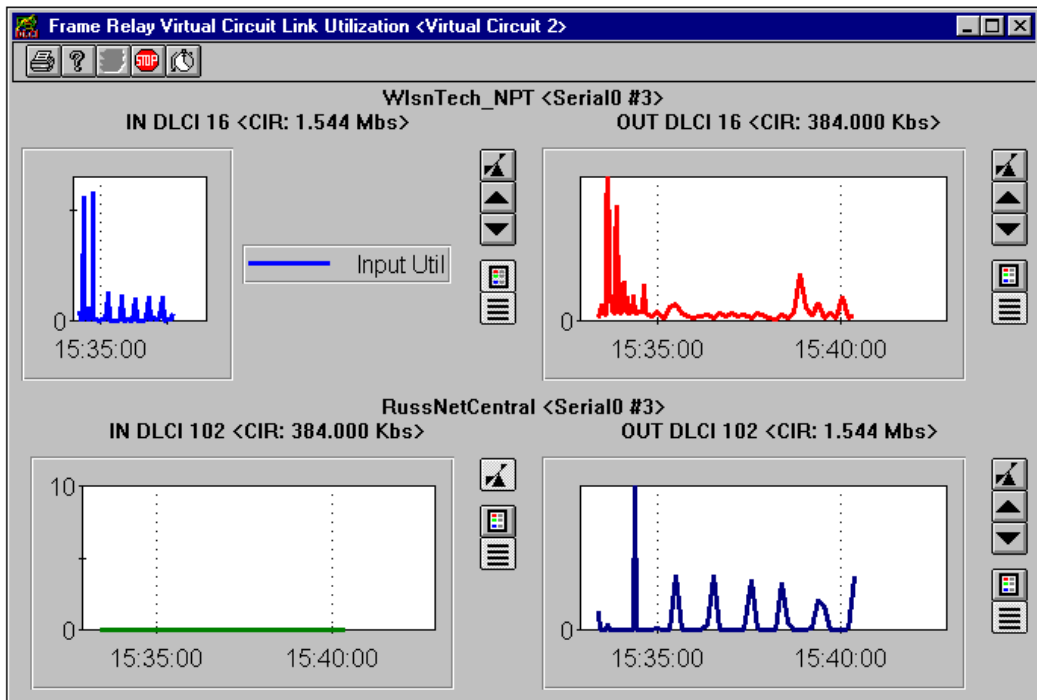 Frame Relay Virtual Circuit Link Utilization <Virtual Circuit 2>
STOP
WlsnTech_NPT <Serial0 #3>
IN DLCI 16 <CIR: 1.544 Mbs>
OUT DLCI 16 <CIR: 384.000 Kbs>
Input Util
0
15:35:00
0
15:35:00 15:40:00
RussNetCentral <Serial0 #3>
IN DLCI 102 <CIR: 384.000 Kbs>
OUT DLCI 102 <CIR: 1.544 Mbs>
10
0
15:35:00 15:40:00
0
15:35:00 15:40:00